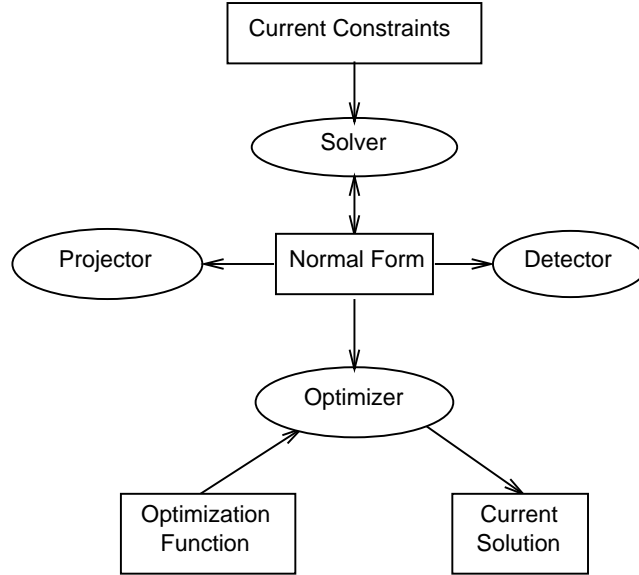 Current Constraints
Solver
Projector
Normal Form
Detector
Optimizer
Optimization
Function
Current
Solution